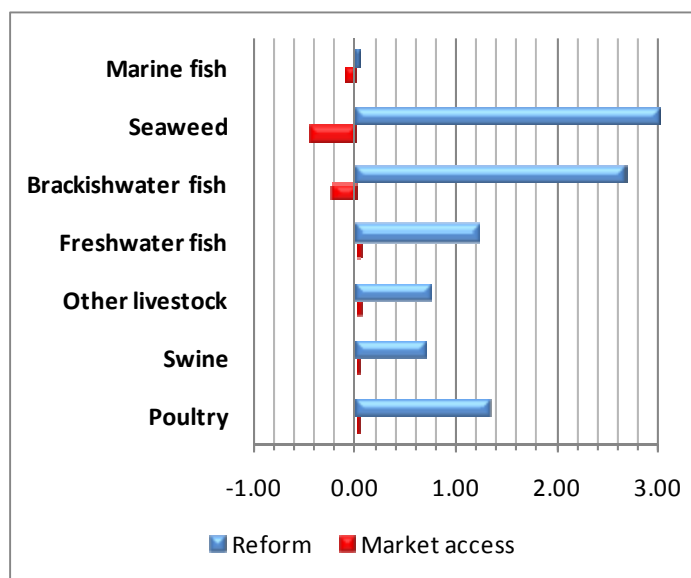 Marine fish
Seaweed
Brackishwater fish
Freshwater fish
Other livestock
Swine
Poultry
-1.00 0.00 1.00 2.00 3.00
Reform Market access